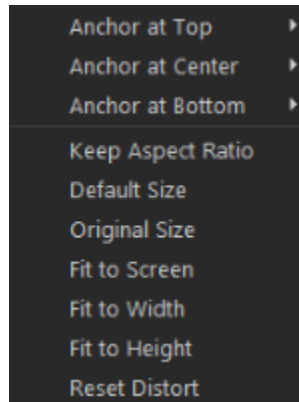 Anchor at Top
Anchor at Center
Anchor at Bottom
Keep Aspect Ratio
Default Size
Original Size
Fit to Screen
Fit to Width
Fit to Height
Reset Distort